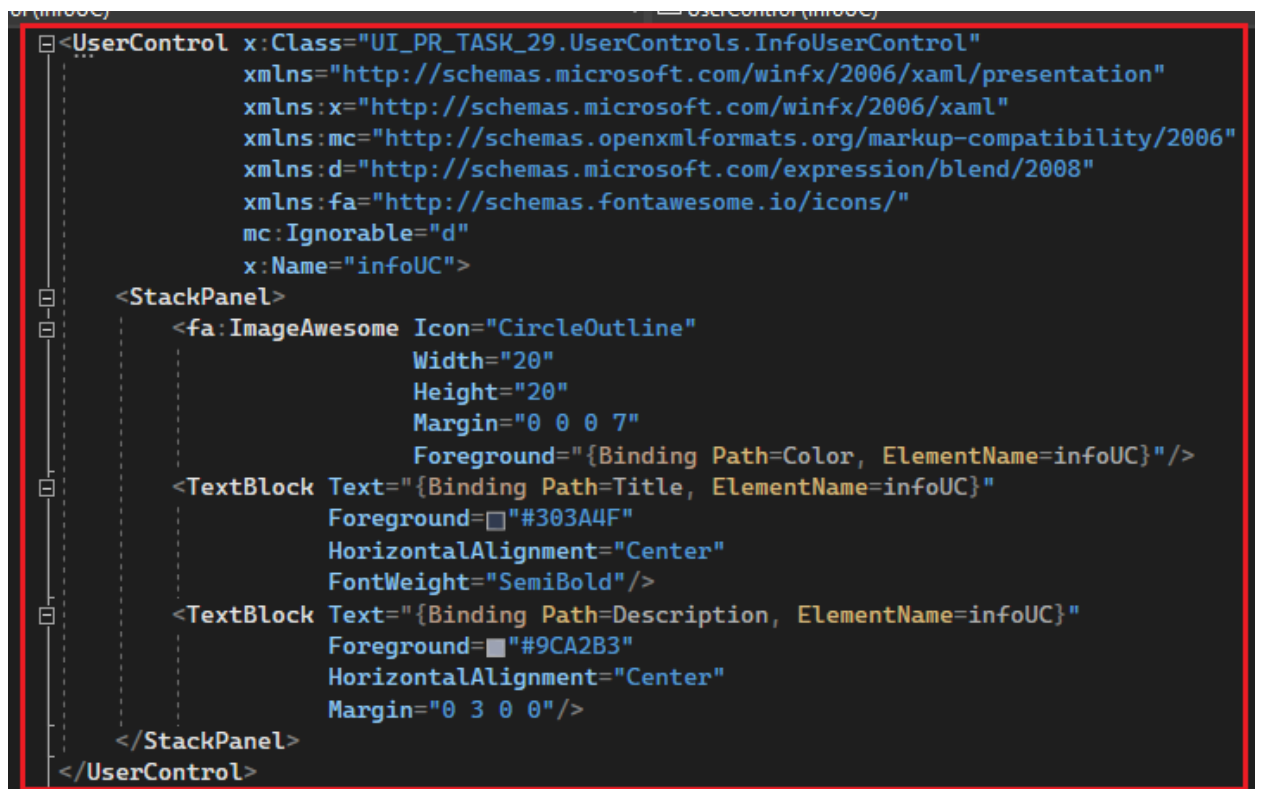 <UserControl x:Class="UI_PR_TASK_29.UserControls.InfoUserControl"
xmlns="http://schemas.microsoft.com/winfx/2006/xaml/presentation"
xmlns:x="http://schemas.microsoft.com/winfx/2006/xaml"
xmlns:mc="http://schemas.openxmlformats.org/markup-compatibility/2006"
xmlns:d="http://schemas.microsoft.com/expression/blend/2008"
xmlns:fa="http://schemas.fontawesome.io/icons/"
mc:Ignorable="d"
x:Name="infoUC">
<StackPanel>
<fa:ImageAwesome Icon="CircleOutline"
Width="20"
Height="20"
Margin="0 0 0 7"
Foreground="{Binding Path=Color, ElementName=infoUC}"/>
<TextBlock Text="{Binding Path=Title, ElementName=infoUC}"
Foreground="#303A4F"
HorizontalAlignment="Center"
FontWeight="SemiBold"/>
<TextBlock Text="{Binding Path=Description, ElementName=infoUC}"
Foreground="#9CA2B3"
HorizontalAlignment="Center"
Margin="0 3 0 0"/>
</StackPanel>
</UserControl>